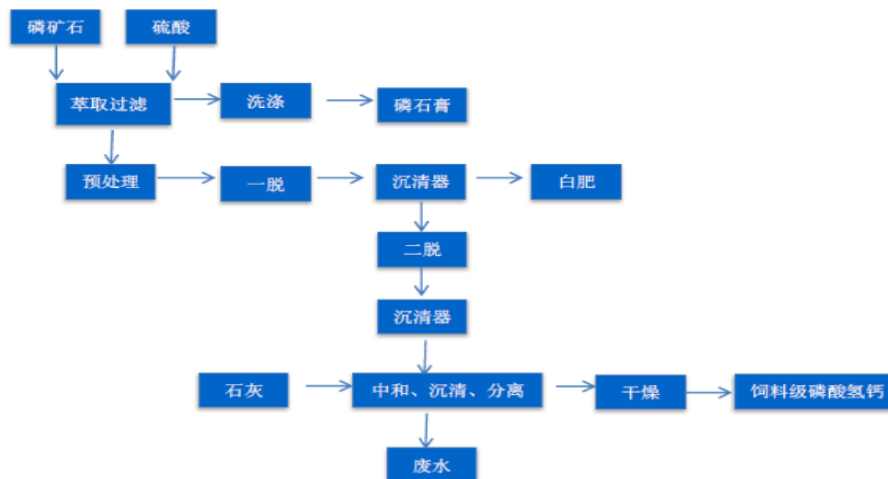 磷矿石
硫酸
萃取过滤
洗涤
磷石膏
预处理
一脱
沉清器
白肥
二脱
沉清器
石灰
中和、沉清、分离
干燥
饲料级磷酸氢钙
废水